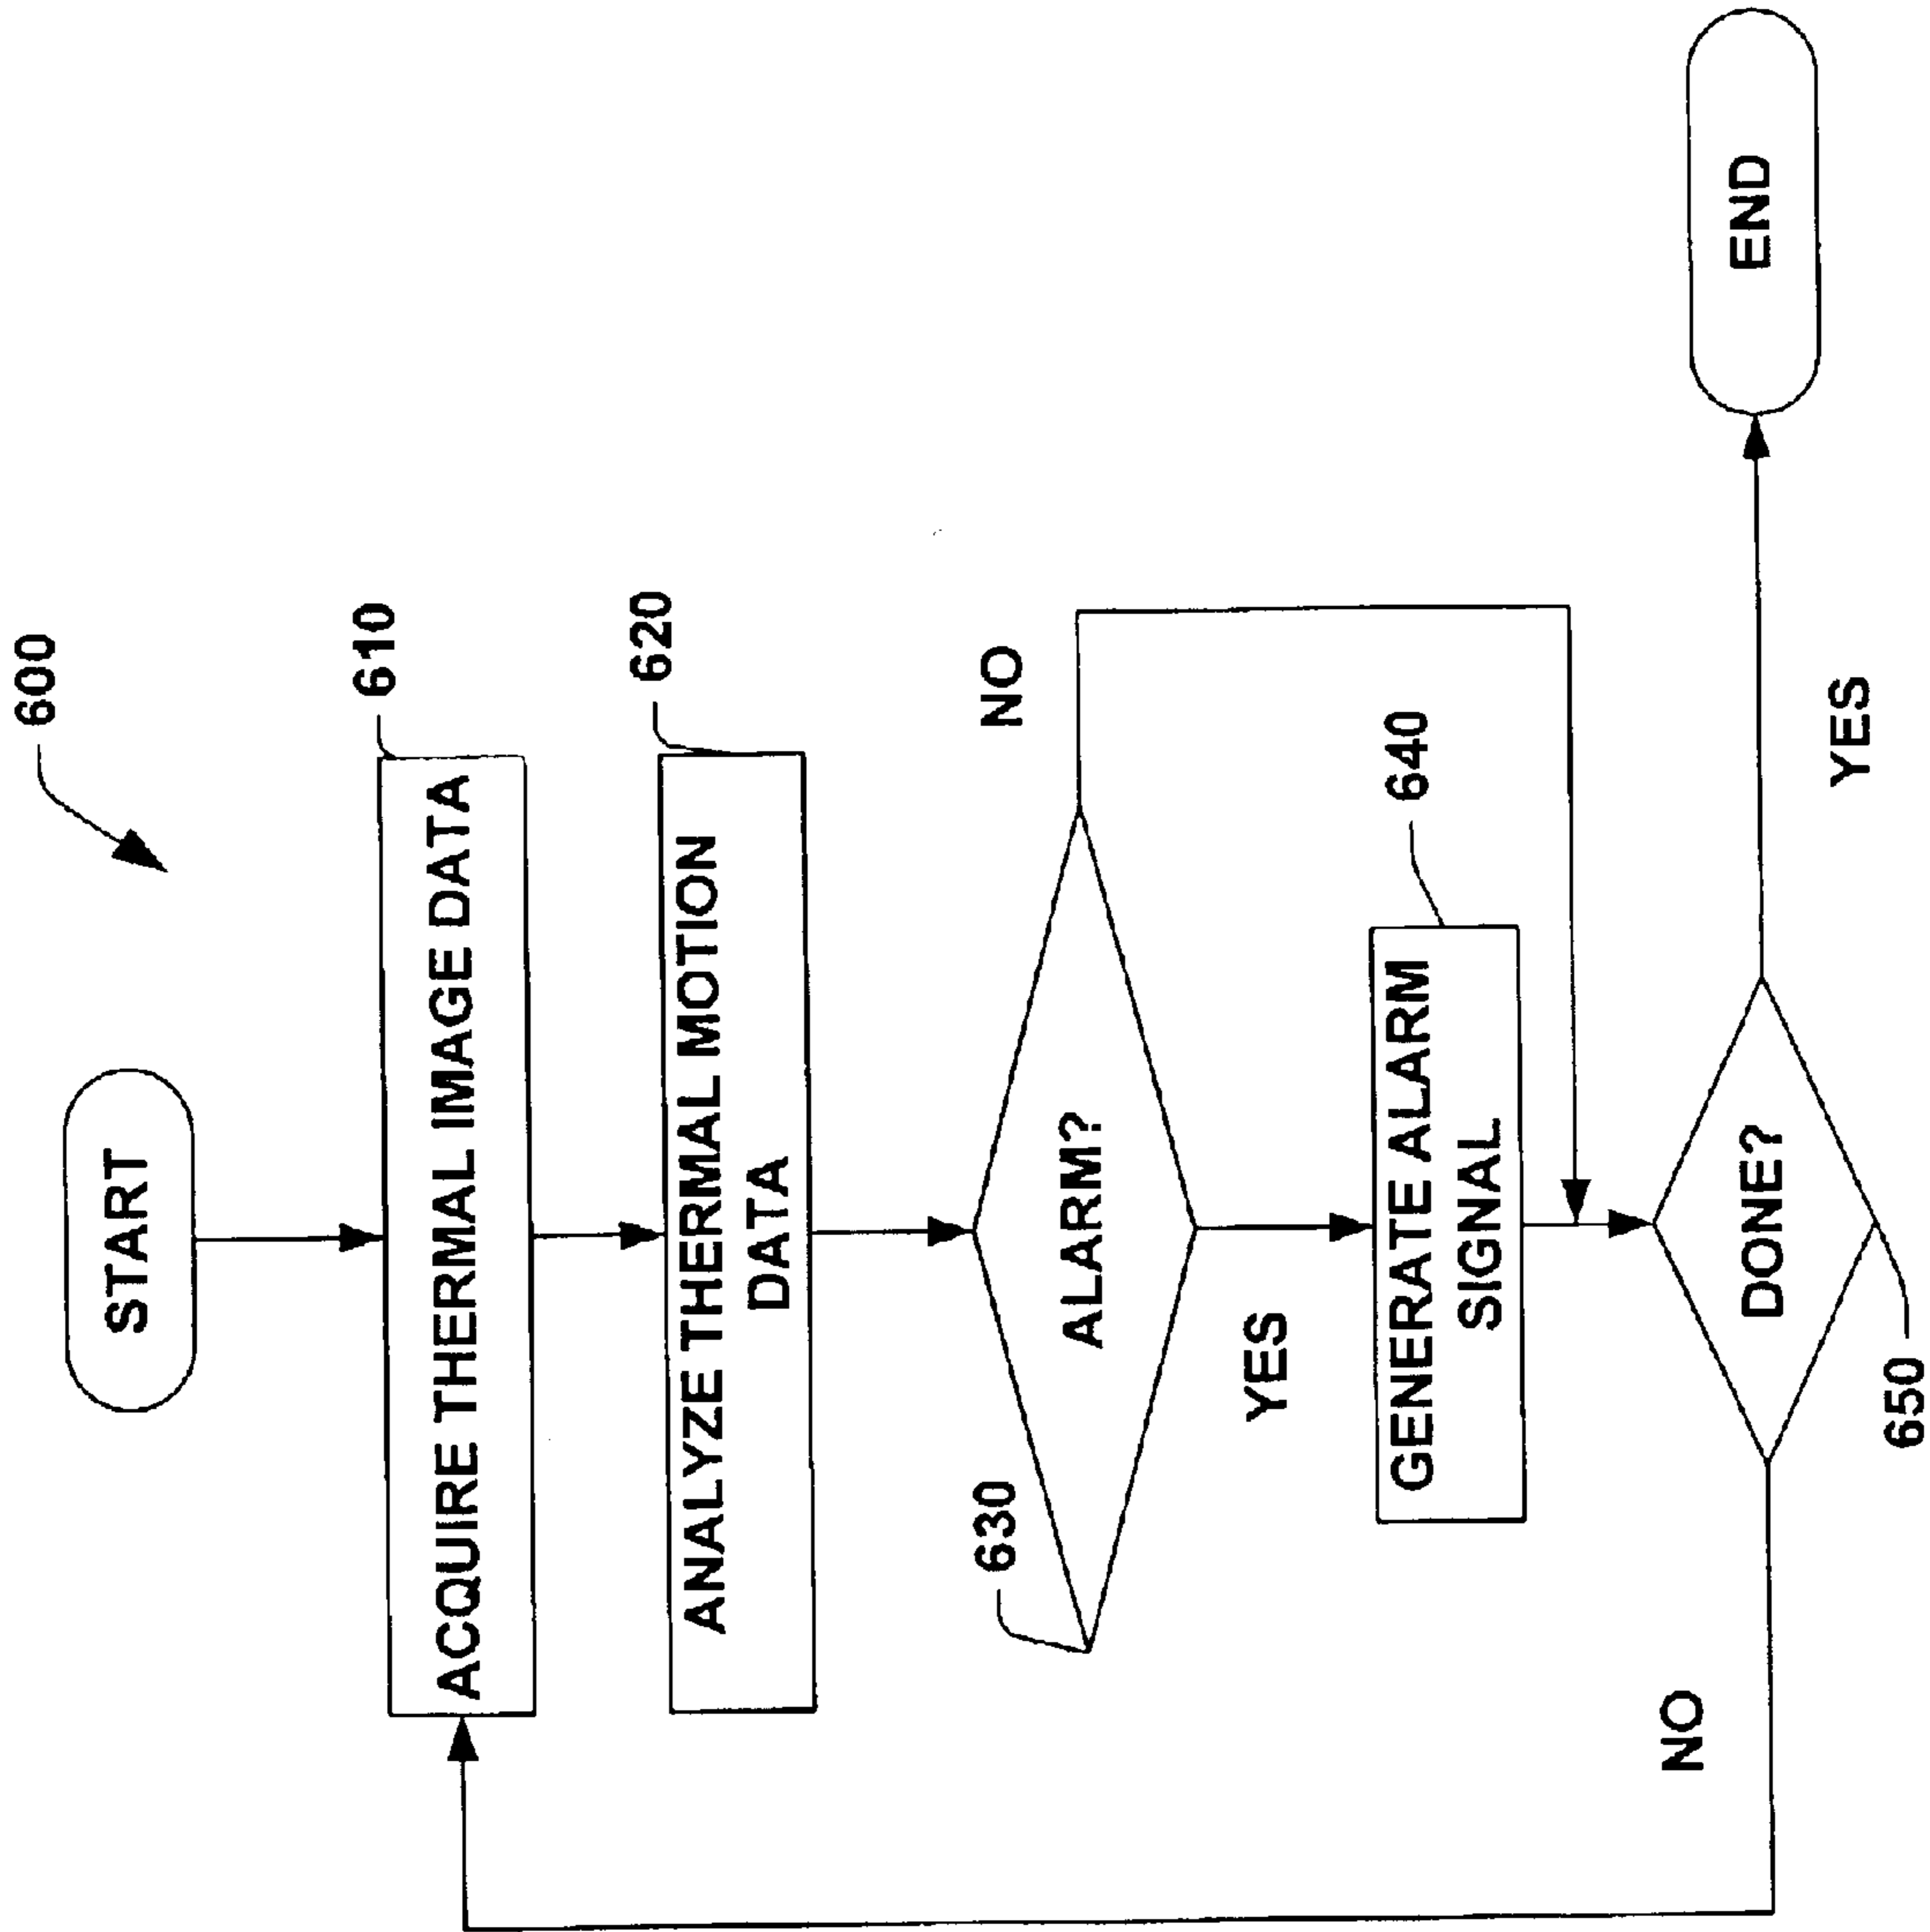 600
START
610
ACQUIRE THERMAL IMAGE DATA
620
ANALYZE THERMAL MOTION
DATA
630
ALARM?
NO
YES
640
GENERATE ALARM
SIGNAL
DONE?
NO
650
YES
END